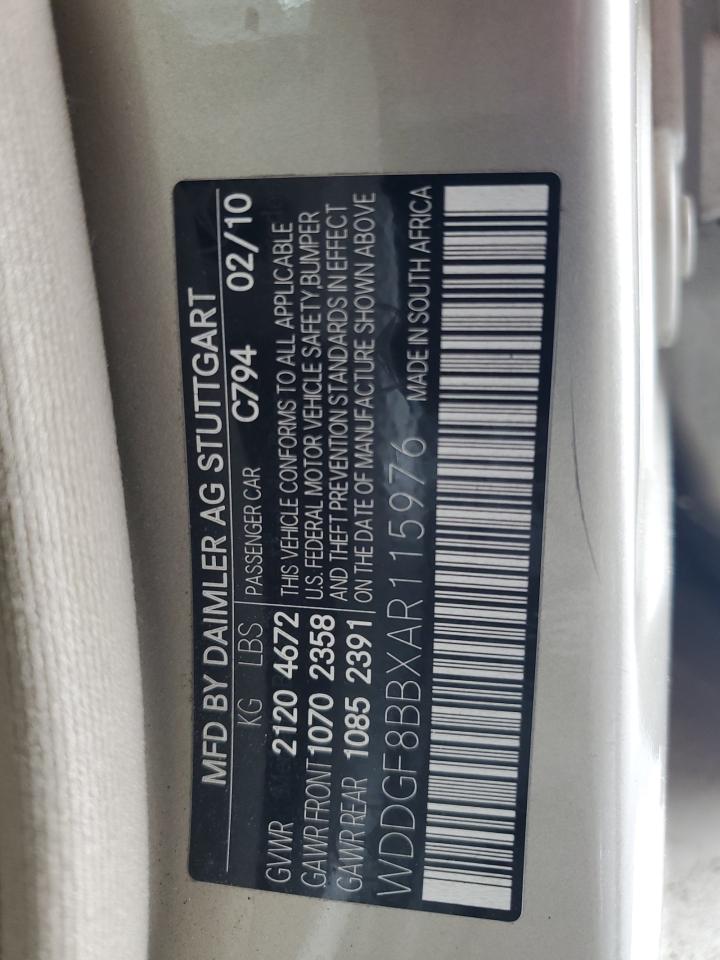 MFD BY DAIMLER AG STUTTGART
KG LBS PASSENGER CAR C794 02/10
GVWR 2120 4672 THIS VEHICLE CONFORMS TO ALL APPLICABLE
U.S. FEDERAL MOTOR VEHICLE SAFETY, BUMPER
GAWR FRONT 1070 2358 AND THEFT PREVENTION STANDARDS IN EFFECT
GAWR REAR 1085 2391 ON THE DATE OF MANUFACTURE SHOWN ABOVE
WDDGF8BBXAR115976 MADE IN SOUTH AFRICA